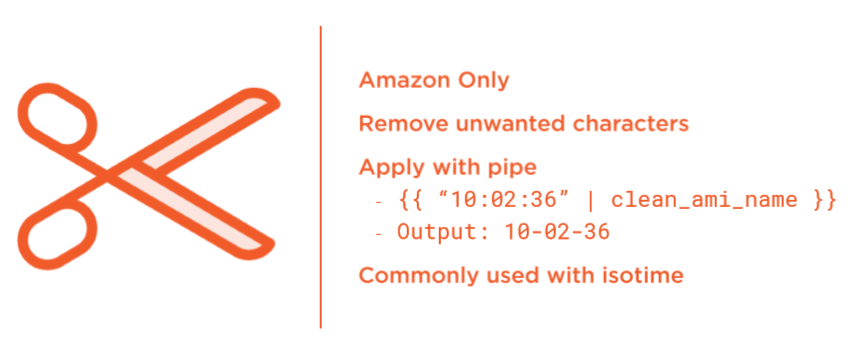 Amazon Only
Remove unwanted characters
Apply with pipe
- {{ “10:02:36” | clean_ami_name }}
- Output: 10-02-36
Commonly used with isotime